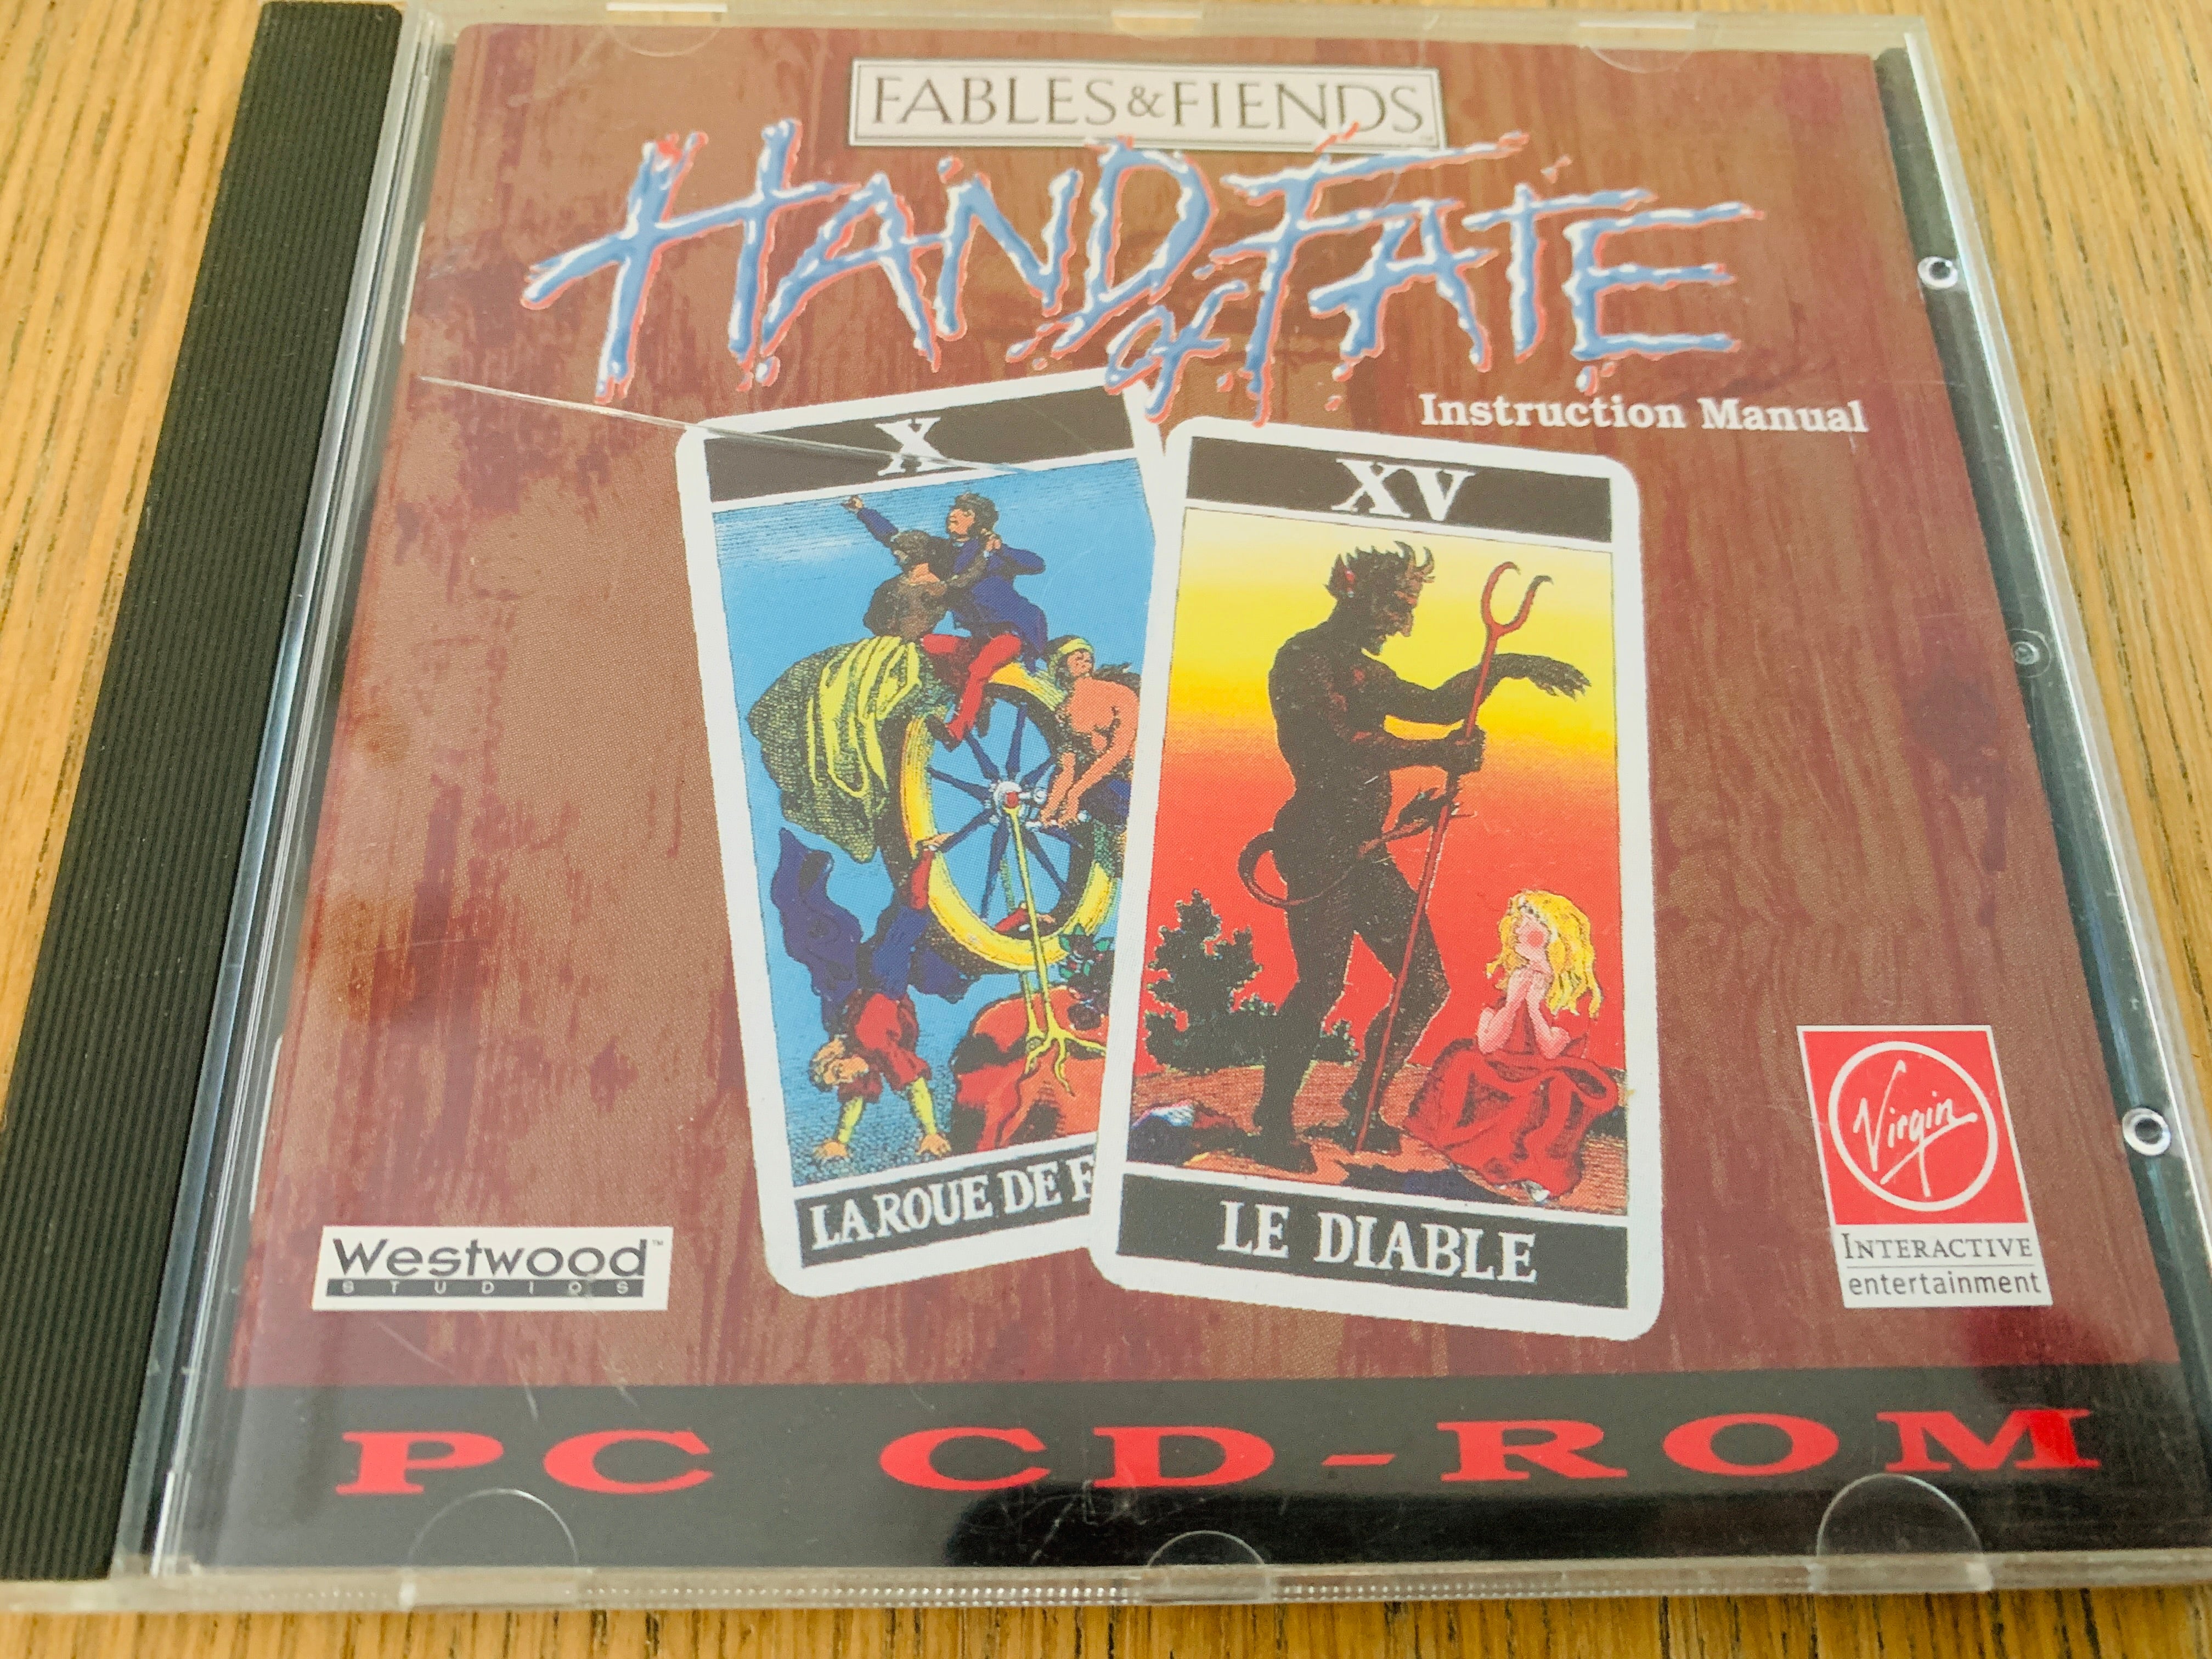 FABLES & FIENDS
HAND of FATE
Instruction Manual
X
XV
LA ROUE DE F
LE DIABLE
Westwood™
STUDIOS
Virgin
INTERACTIVE
entertainment
PC CD-ROM